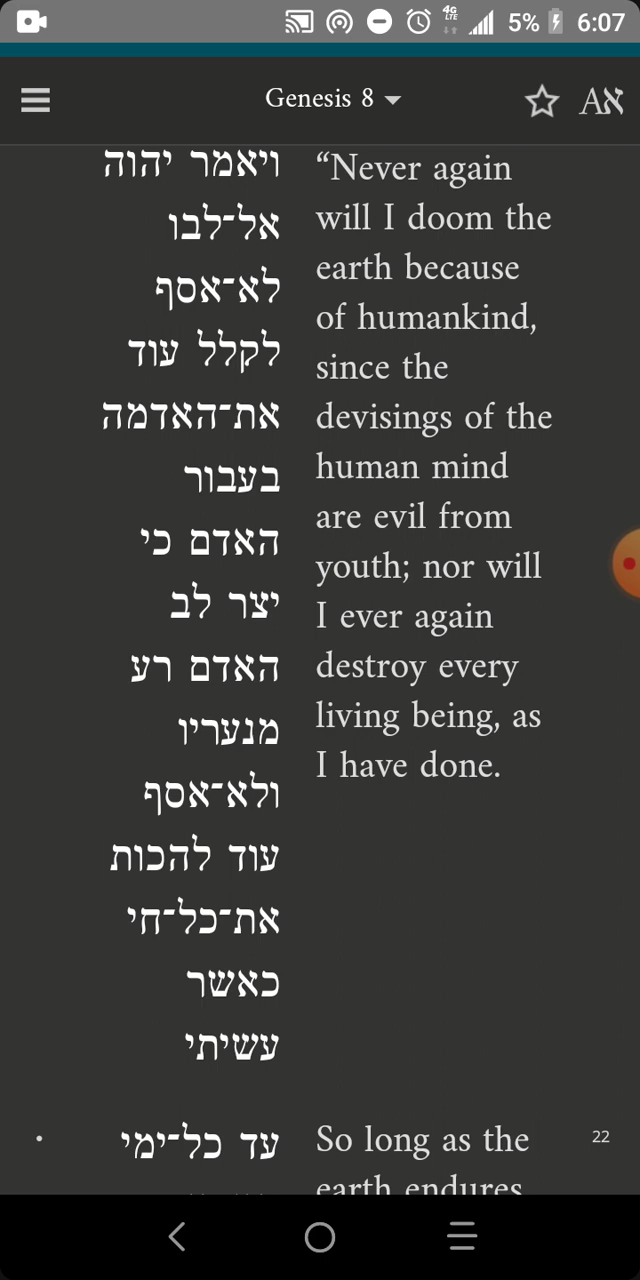 4G
LTE
5%
6:07
Genesis 8
Aא
ויאמר יהוה
אל־לבו
לא־אסף
לקלל עוד
את־האדמה
בעבור
האדם כי
יצר לב
האדם רע
מנעריו
ולא־אסף
עוד להכות
את־כל־חי
כאשר
עשיתי
“Never again
will I doom the
earth because
of humankind,
since the
devisings of the
human mind
are evil from
youth; nor will
I ever again
destroy every
living being, as
I have done.
עד כל־ימי
So long as the
earth endures
22